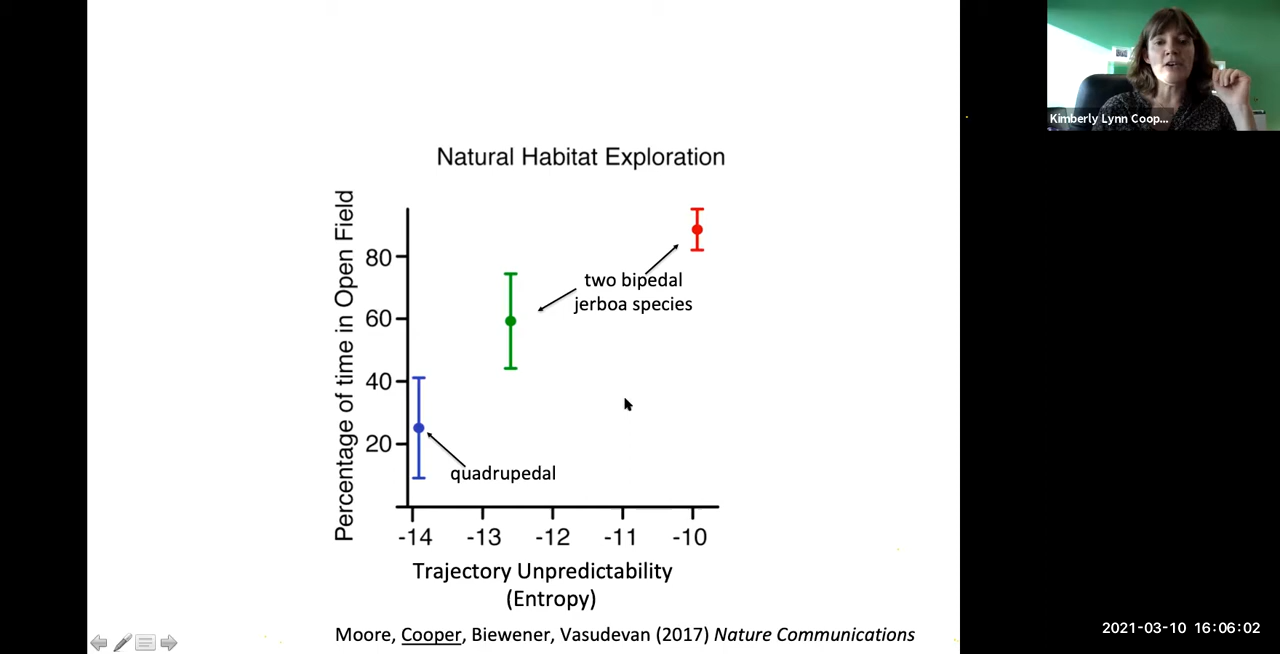 Kimberly Lynn Coop...
Natural Habitat Exploration
Percentage of time in Open Field
80
60
40
20
two bipedal
jerboa species
quadrupedal
-14 -13 -12 -11 -10
Trajectory Unpredictability
(Entropy)
Moore, Cooper, Biewener, Vasudevan (2017) Nature Communications
2021-03-10 16:06:02